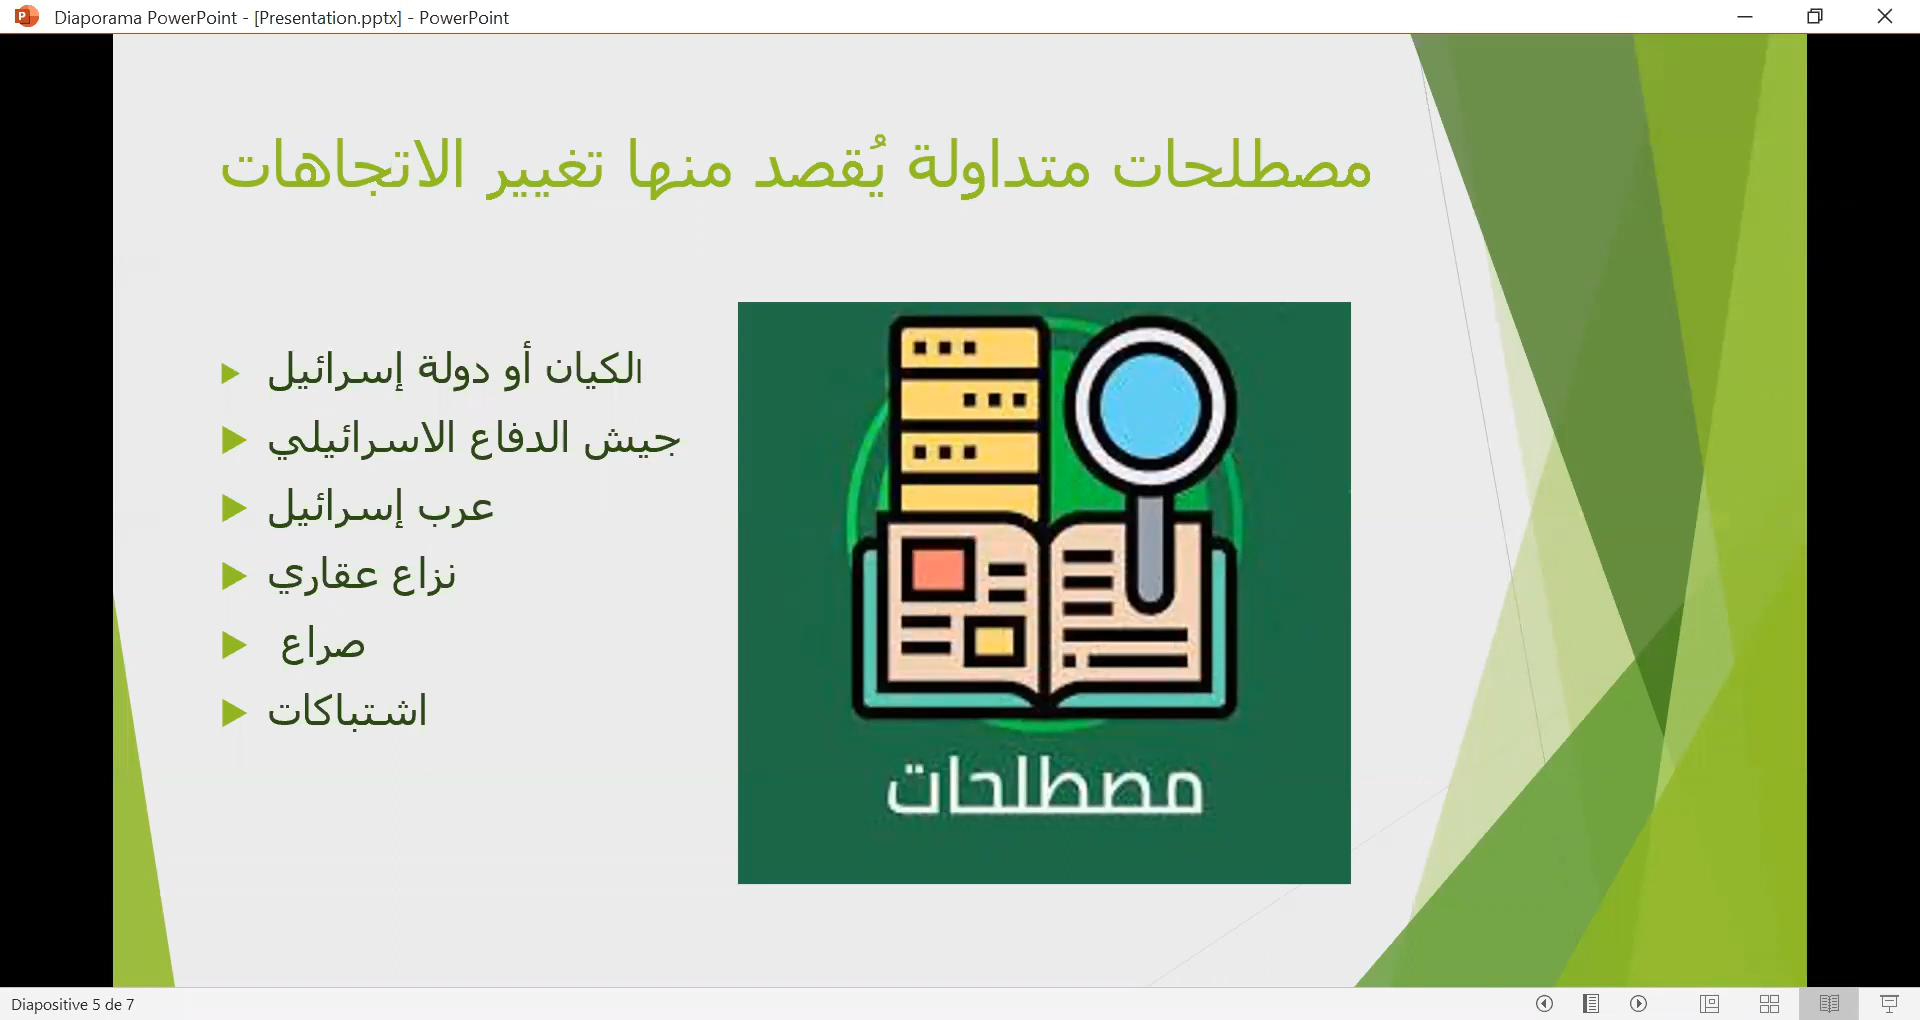 Diaporama PowerPoint - [Presentation.pptx] - PowerPoint
مصطلحات متداولة يُقصد منها تغيير الاتجاهات
الكيان أو دولة إسرائيل
جيش الدفاع الاسرائيلي
عرب إسرائيل
نزاع عقاري
صراع
اشتباكات
مصطلحات
Diapositive 5 de 7